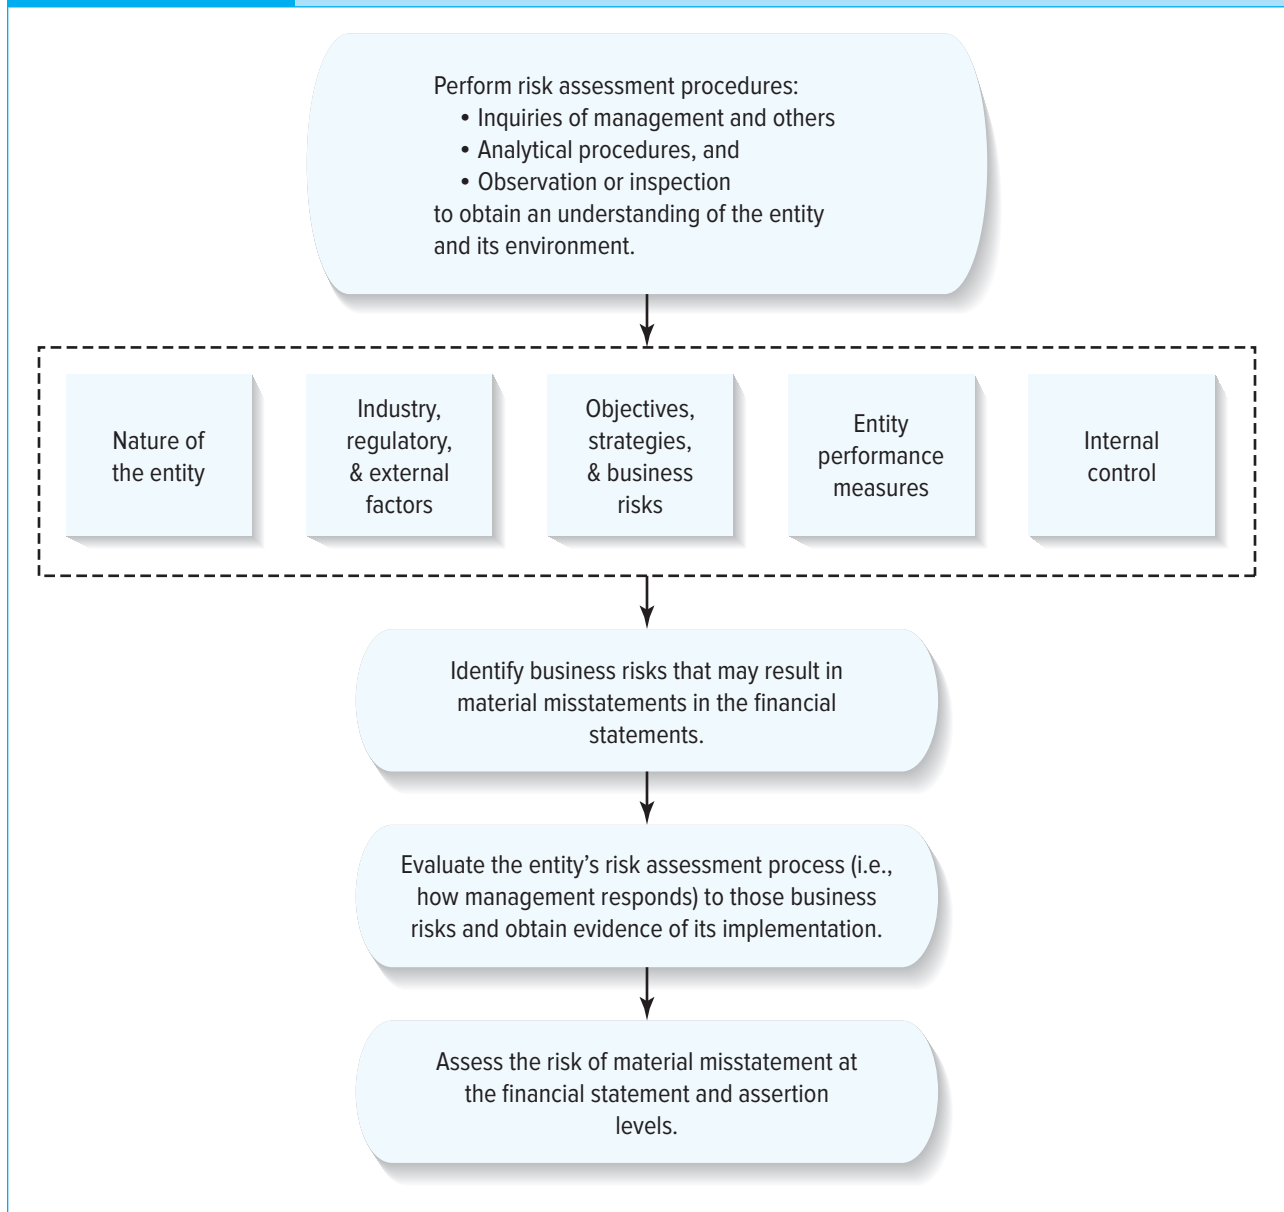 Perform risk assessment procedures:
• Inquiries of management and others
• Analytical procedures, and
• Observation or inspection
to obtain an understanding of the entity
and its environment.
Nature of
the entity
Industry,
regulatory,
& external
factors
Objectives,
strategies,
& business
risks
Entity
performance
measures
Internal
control
Identify business risks that may result in
material misstatements in the financial
statements.
Evaluate the entity’s risk assessment process (i.e.,
how management responds) to those business
risks and obtain evidence of its implementation.
Assess the risk of material misstatement at
the financial statement and assertion
levels.